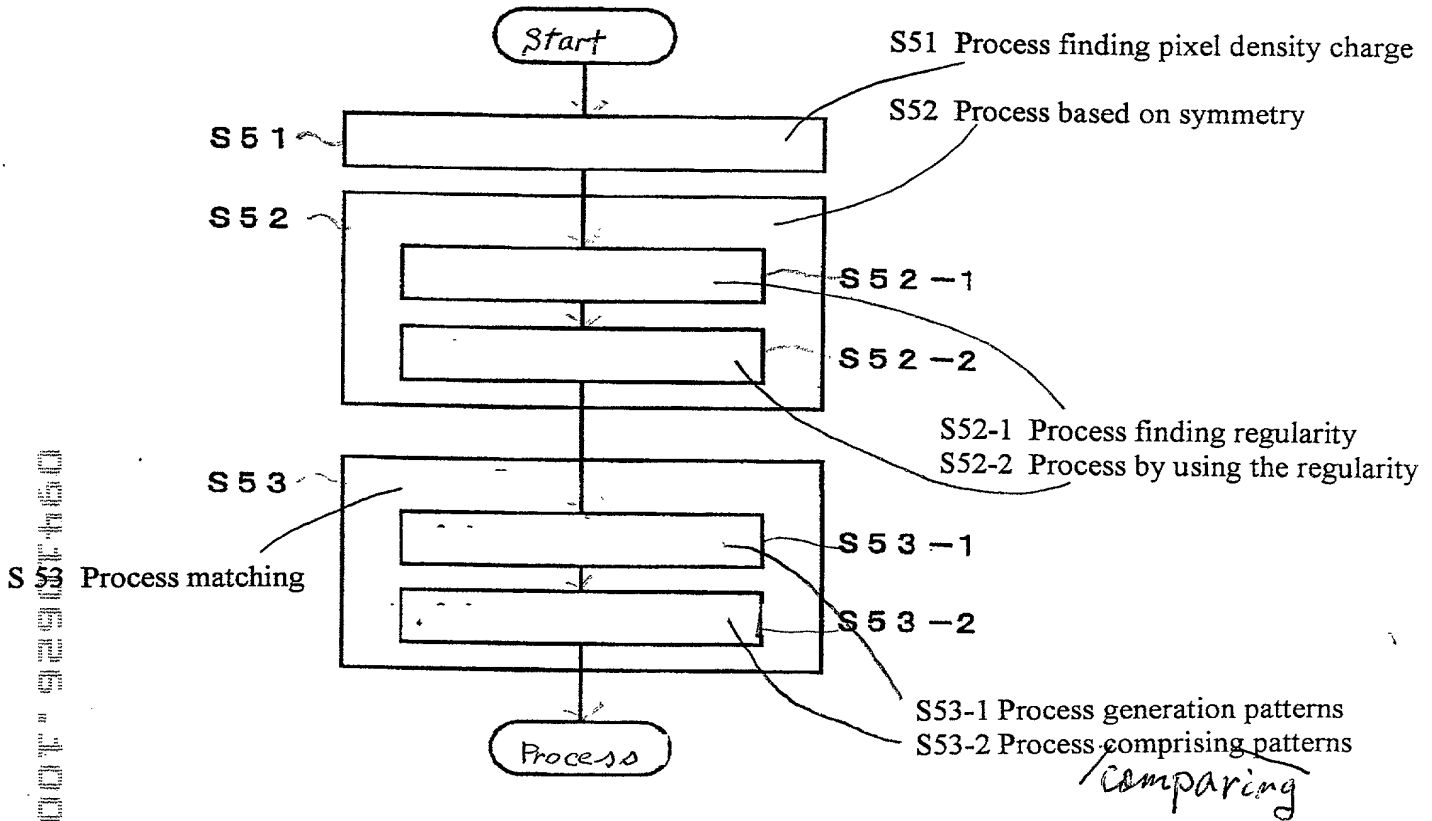 Start
S51 Process finding pixel density charge
S52 Process based on symmetry
S51
S52
S52-1
S52-2
S52-1 Process finding regularity
S52-2 Process by using the regularity
S53
S53-1
S 53 Process matching
S53-2
S53-1 Process generation patterns
S53-2 Process comprising patterns
comparing
Process